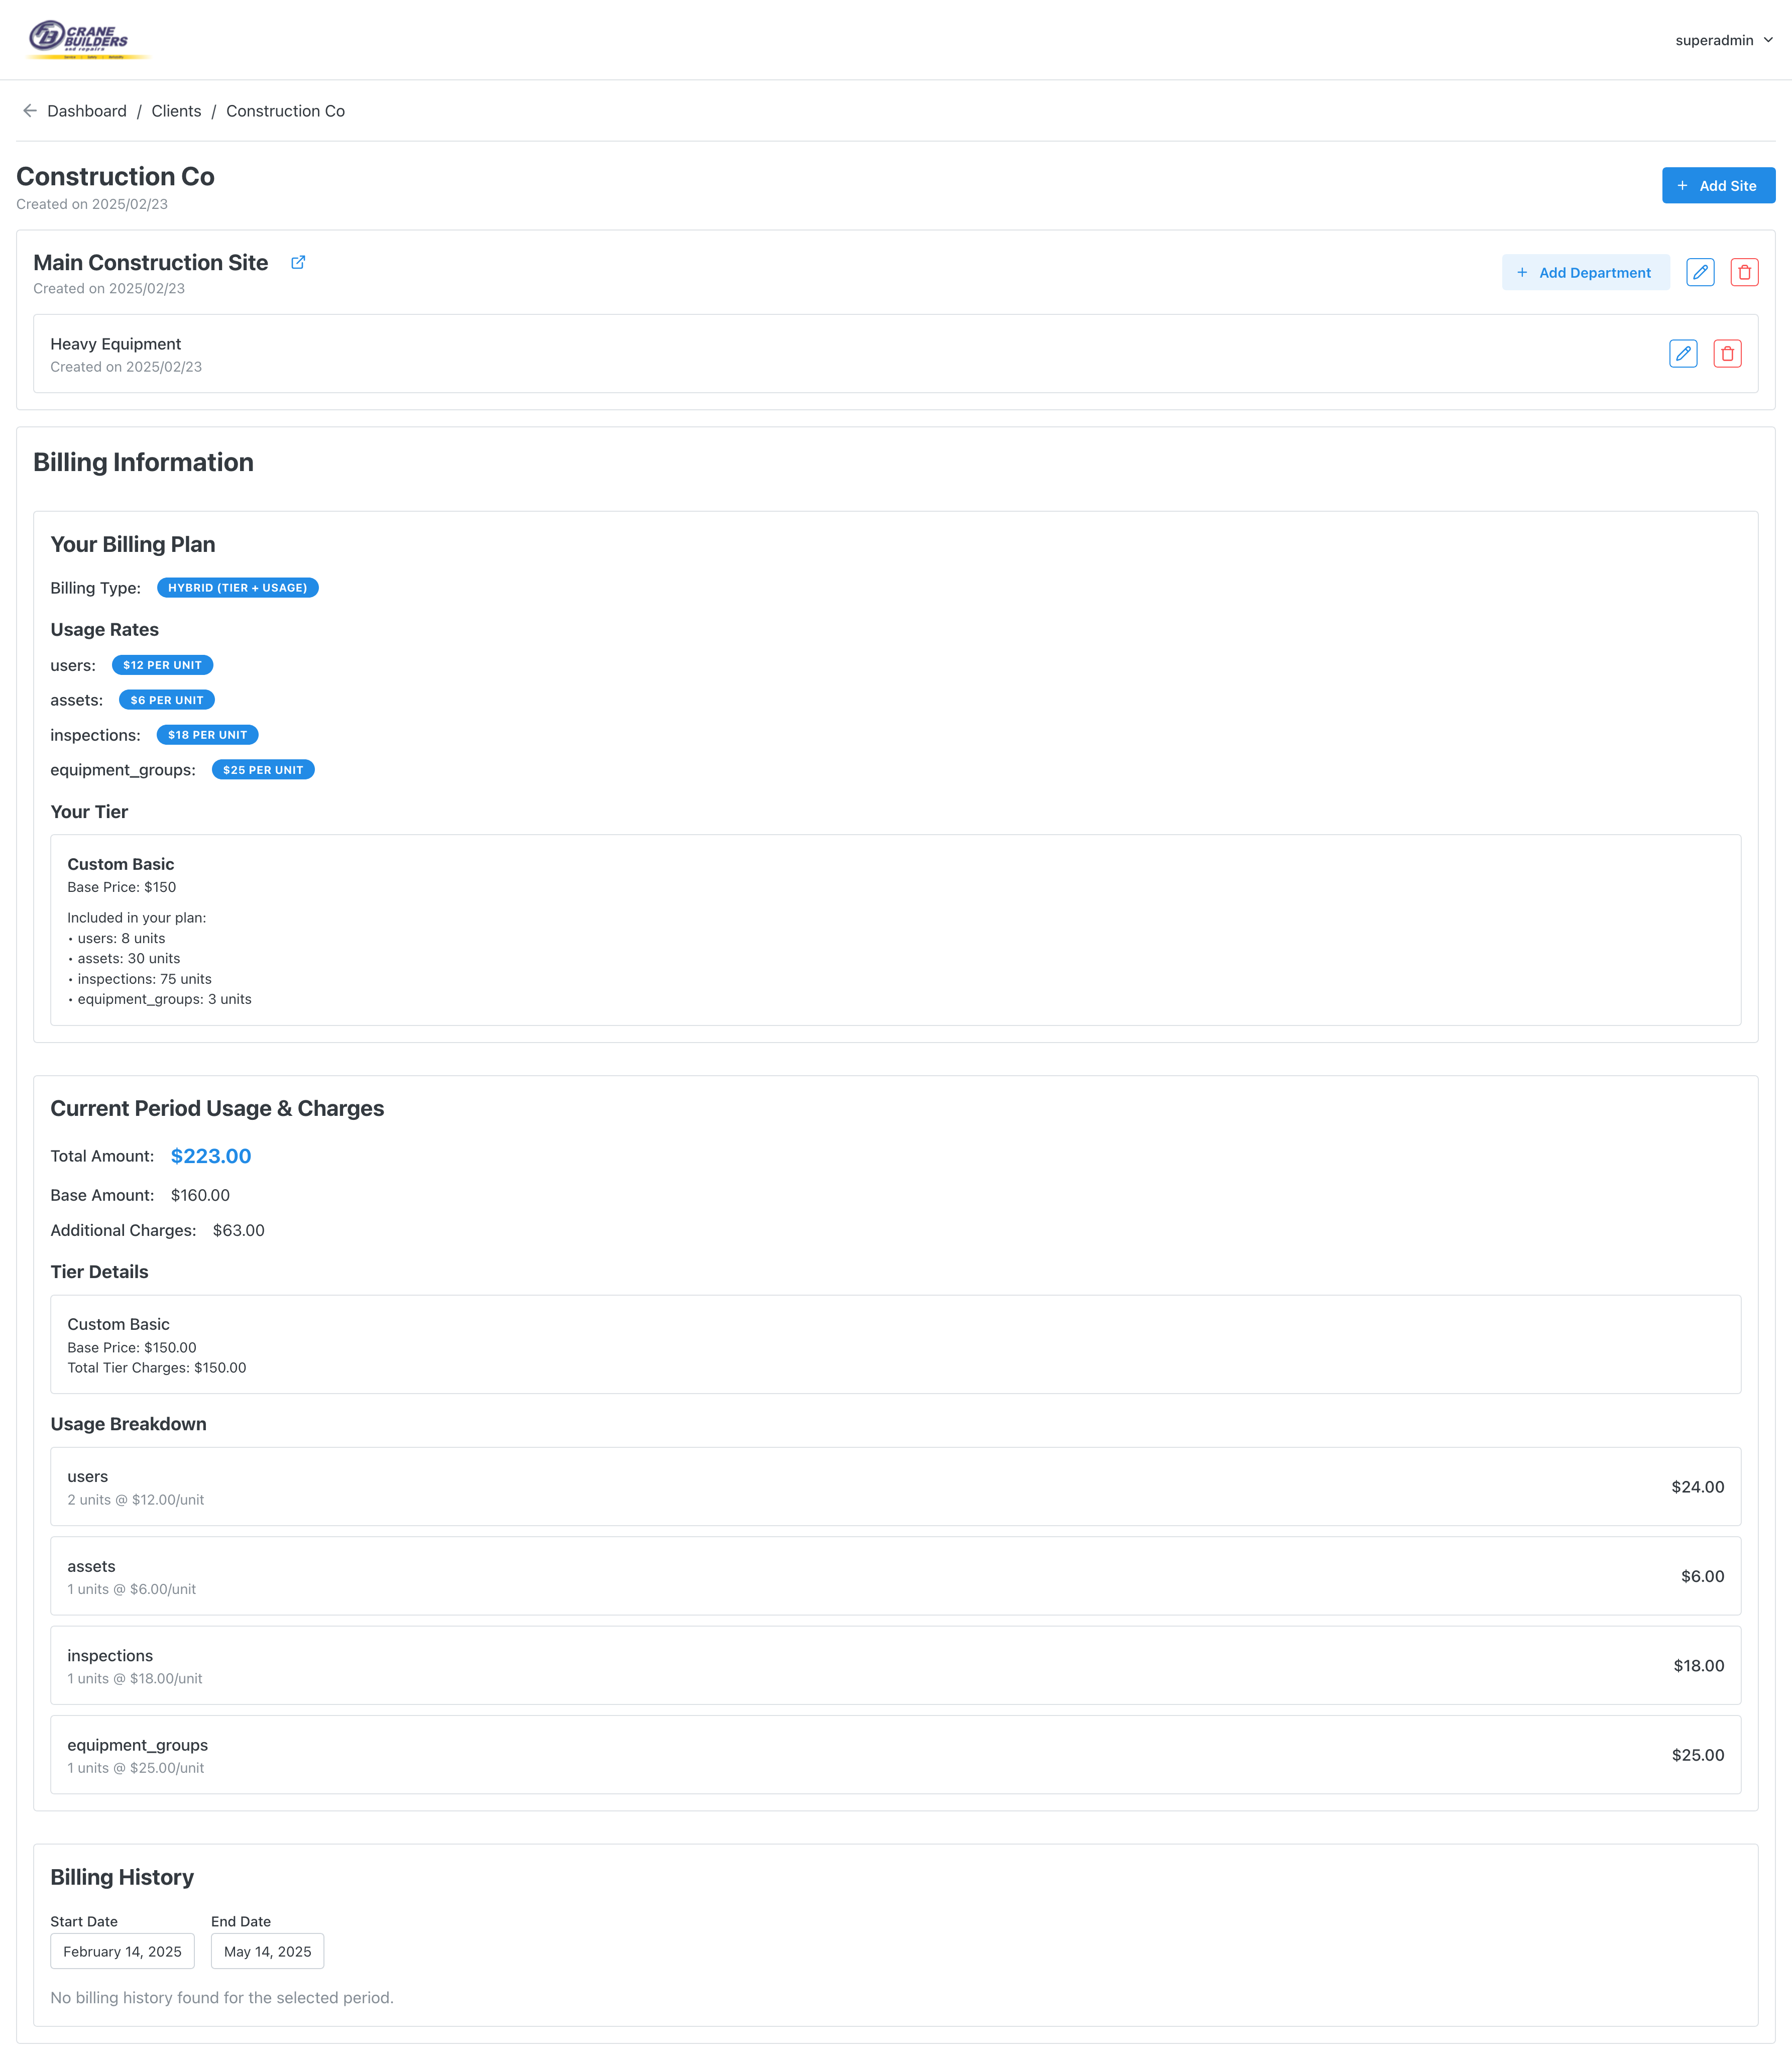 CRANE
BUILDERS
and repairs
superadmin
Dashboard / Clients / Construction Co
Construction Co
Created on 2025/02/23
+ Add Site
Main Construction Site
Created on 2025/02/23
+ Add Department
Heavy Equipment
Created on 2025/02/23
Billing Information
Your Billing Plan
Billing Type: HYBRID (TIER + USAGE)
Usage Rates
users: $12 PER UNIT
assets: $6 PER UNIT
inspections: $18 PER UNIT
equipment_groups: $25 PER UNIT
Your Tier
Custom Basic
Base Price: $150
Included in your plan:
• users: 8 units
• assets: 30 units
• inspections: 75 units
• equipment_groups: 3 units
Current Period Usage & Charges
Total Amount: $223.00
Base Amount: $160.00
Additional Charges: $63.00
Tier Details
Custom Basic
Base Price: $150.00
Total Tier Charges: $150.00
Usage Breakdown
users
2 units @ $12.00/unit
$24.00
assets
1 units @ $6.00/unit
$6.00
inspections
1 units @ $18.00/unit
$18.00
equipment_groups
1 units @ $25.00/unit
$25.00
Billing History
Start Date
February 14, 2025
End Date
May 14, 2025
No billing history found for the selected period.